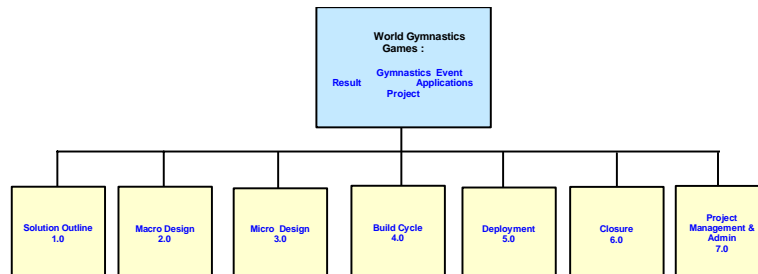 World Gymnastics
Games :
Gymnastics Event
Result Applications
Project
Solution Outline
1.0
Macro Design
2.0
Micro Design
3.0
Build Cycle
4.0
Deployment
5.0
Closure
6.0
Project
Management &
Admin
7.0